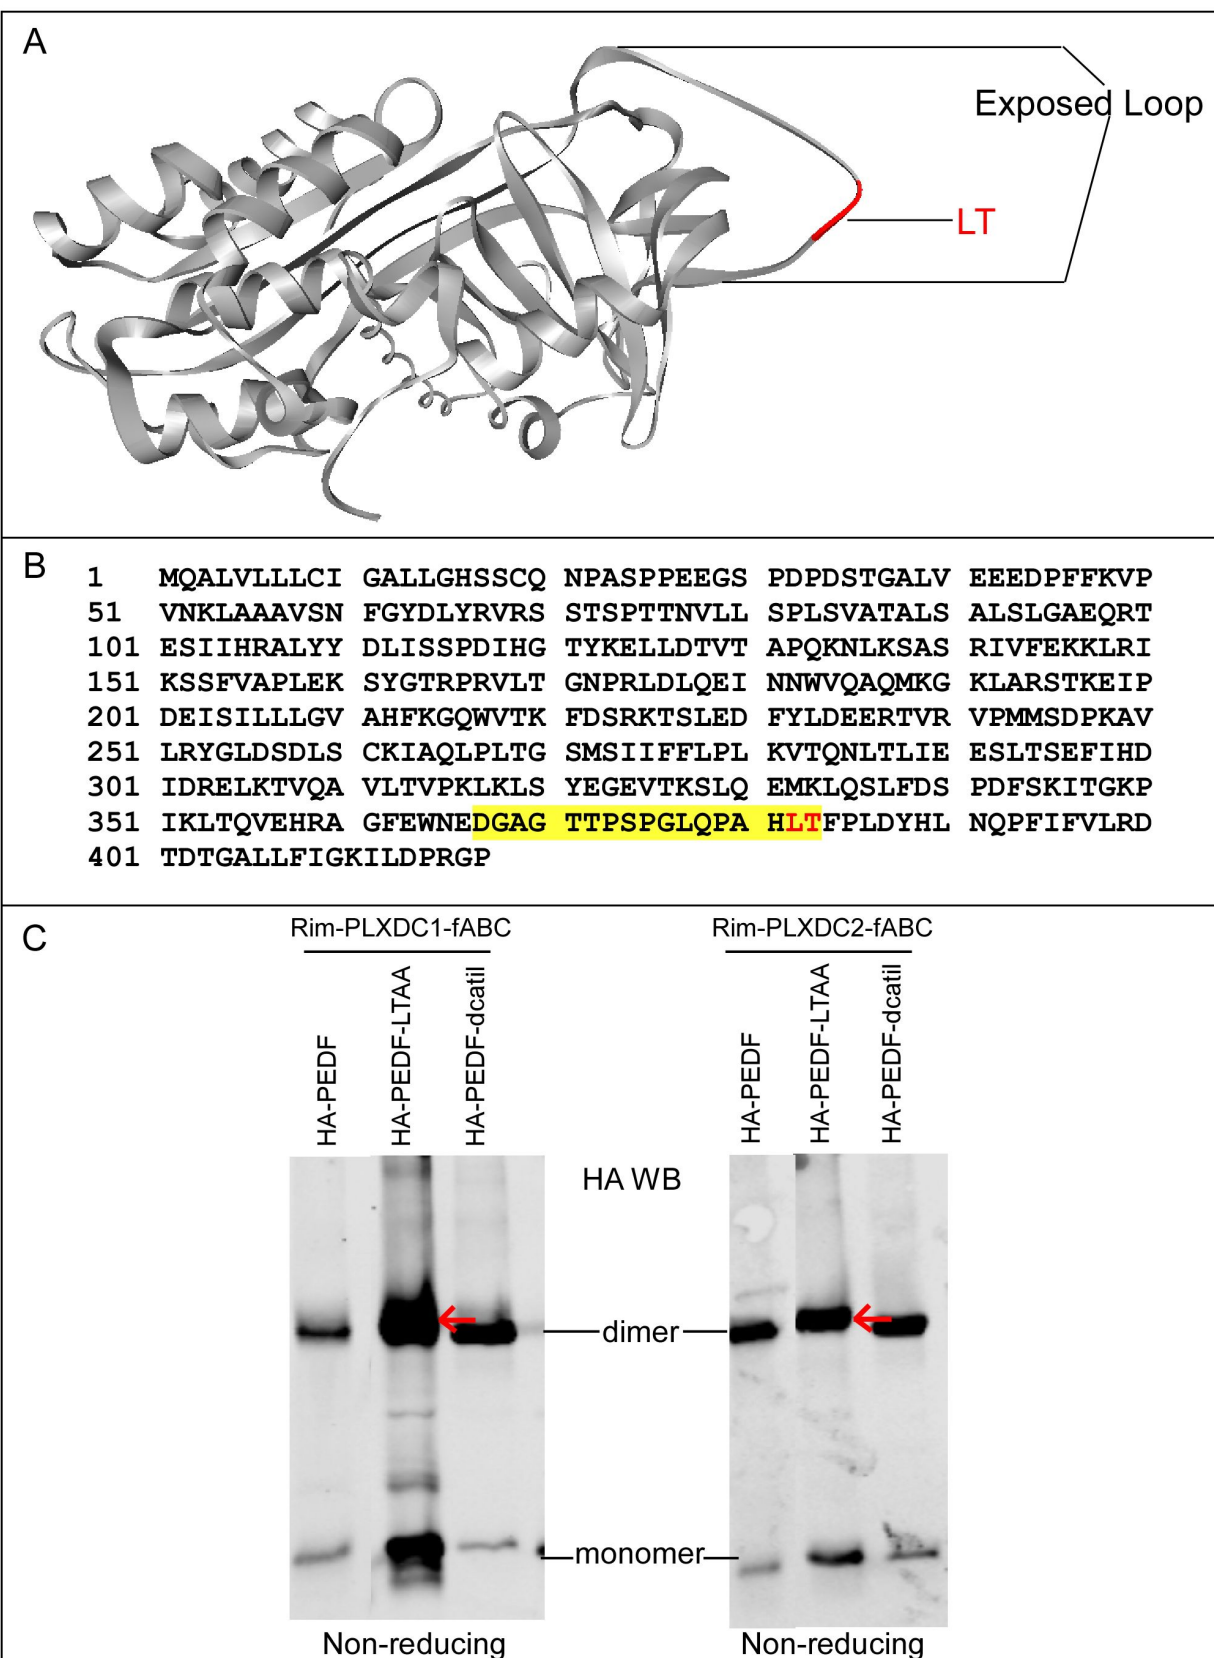 A
Exposed Loop
LT
B
1 MQALVLLLCI GALLGHSSCQ NPASPPEEGS PDPDSTGALV EEEDPFFKVP
51 VNKLAAAVSN FGYDLYRVRS STSPTTNVLL SPLSVATALS ALSLGAEQRT
101 ESIIHRALYY DLISSPDIHG TYKELLDTVT APQKNLKSAS RIVFEKKLRI
151 KSSFVAPLEK SYGTRPRVLT GNPRLDLQEI NNWVQAQMKG KLARSTKEIP
201 DEISILLLGV AHFKGQWVTK FDSRKTSLED FYLDEERTVR VPMMSDPKAV
251 LRYGLDSDLS CKIAQLPLTG SMSIIFFLPL KVTQNLTLIE ESLTSEFIHD
301 IDRELKTVQA VLTVPKLKLS YEGEVTKSLQ EMKLQSLFDS PDFSKITGKP
351 IKLTQVEHRA GFEWNEDGAG TTPSPGLQPA HLTFPLDYHL NQPFIFVLRD
401 TDTGALLFIGKILDPRGP
C
Rim-PLXDC1-fABC
Rim-PLXDC2-fABC
HA-PEDF
HA-PEDF-LTAA
HA-PEDF-dcatil
HA-PEDF
HA-PEDF-LTAA
HA-PEDF-dcatil
HA WB
dimer
monomer
Non-reducing
Non-reducing